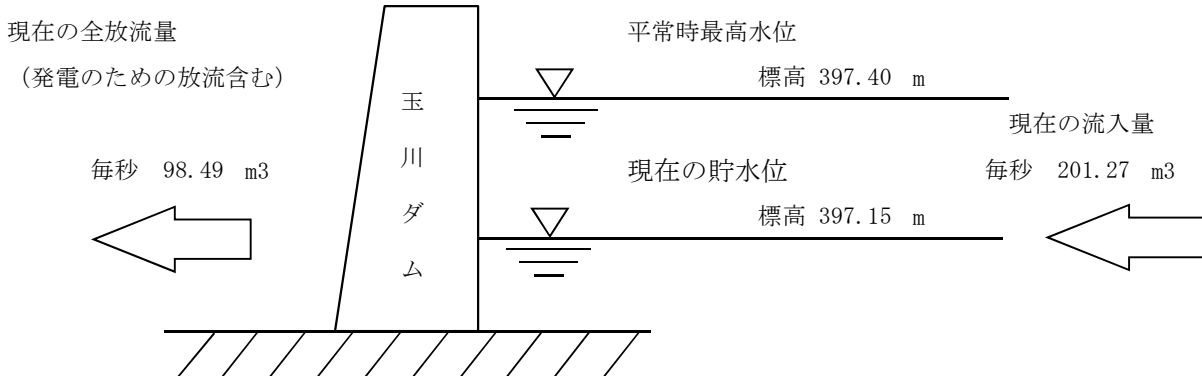 現在の全放流量
（発電のための放流含む）
毎秒 98.49 m3
玉川ダム
平常時最高水位
標高 397.40 m
現在の貯水位
標高 397.15 m
現在の流入量
毎秒 201.27 m3